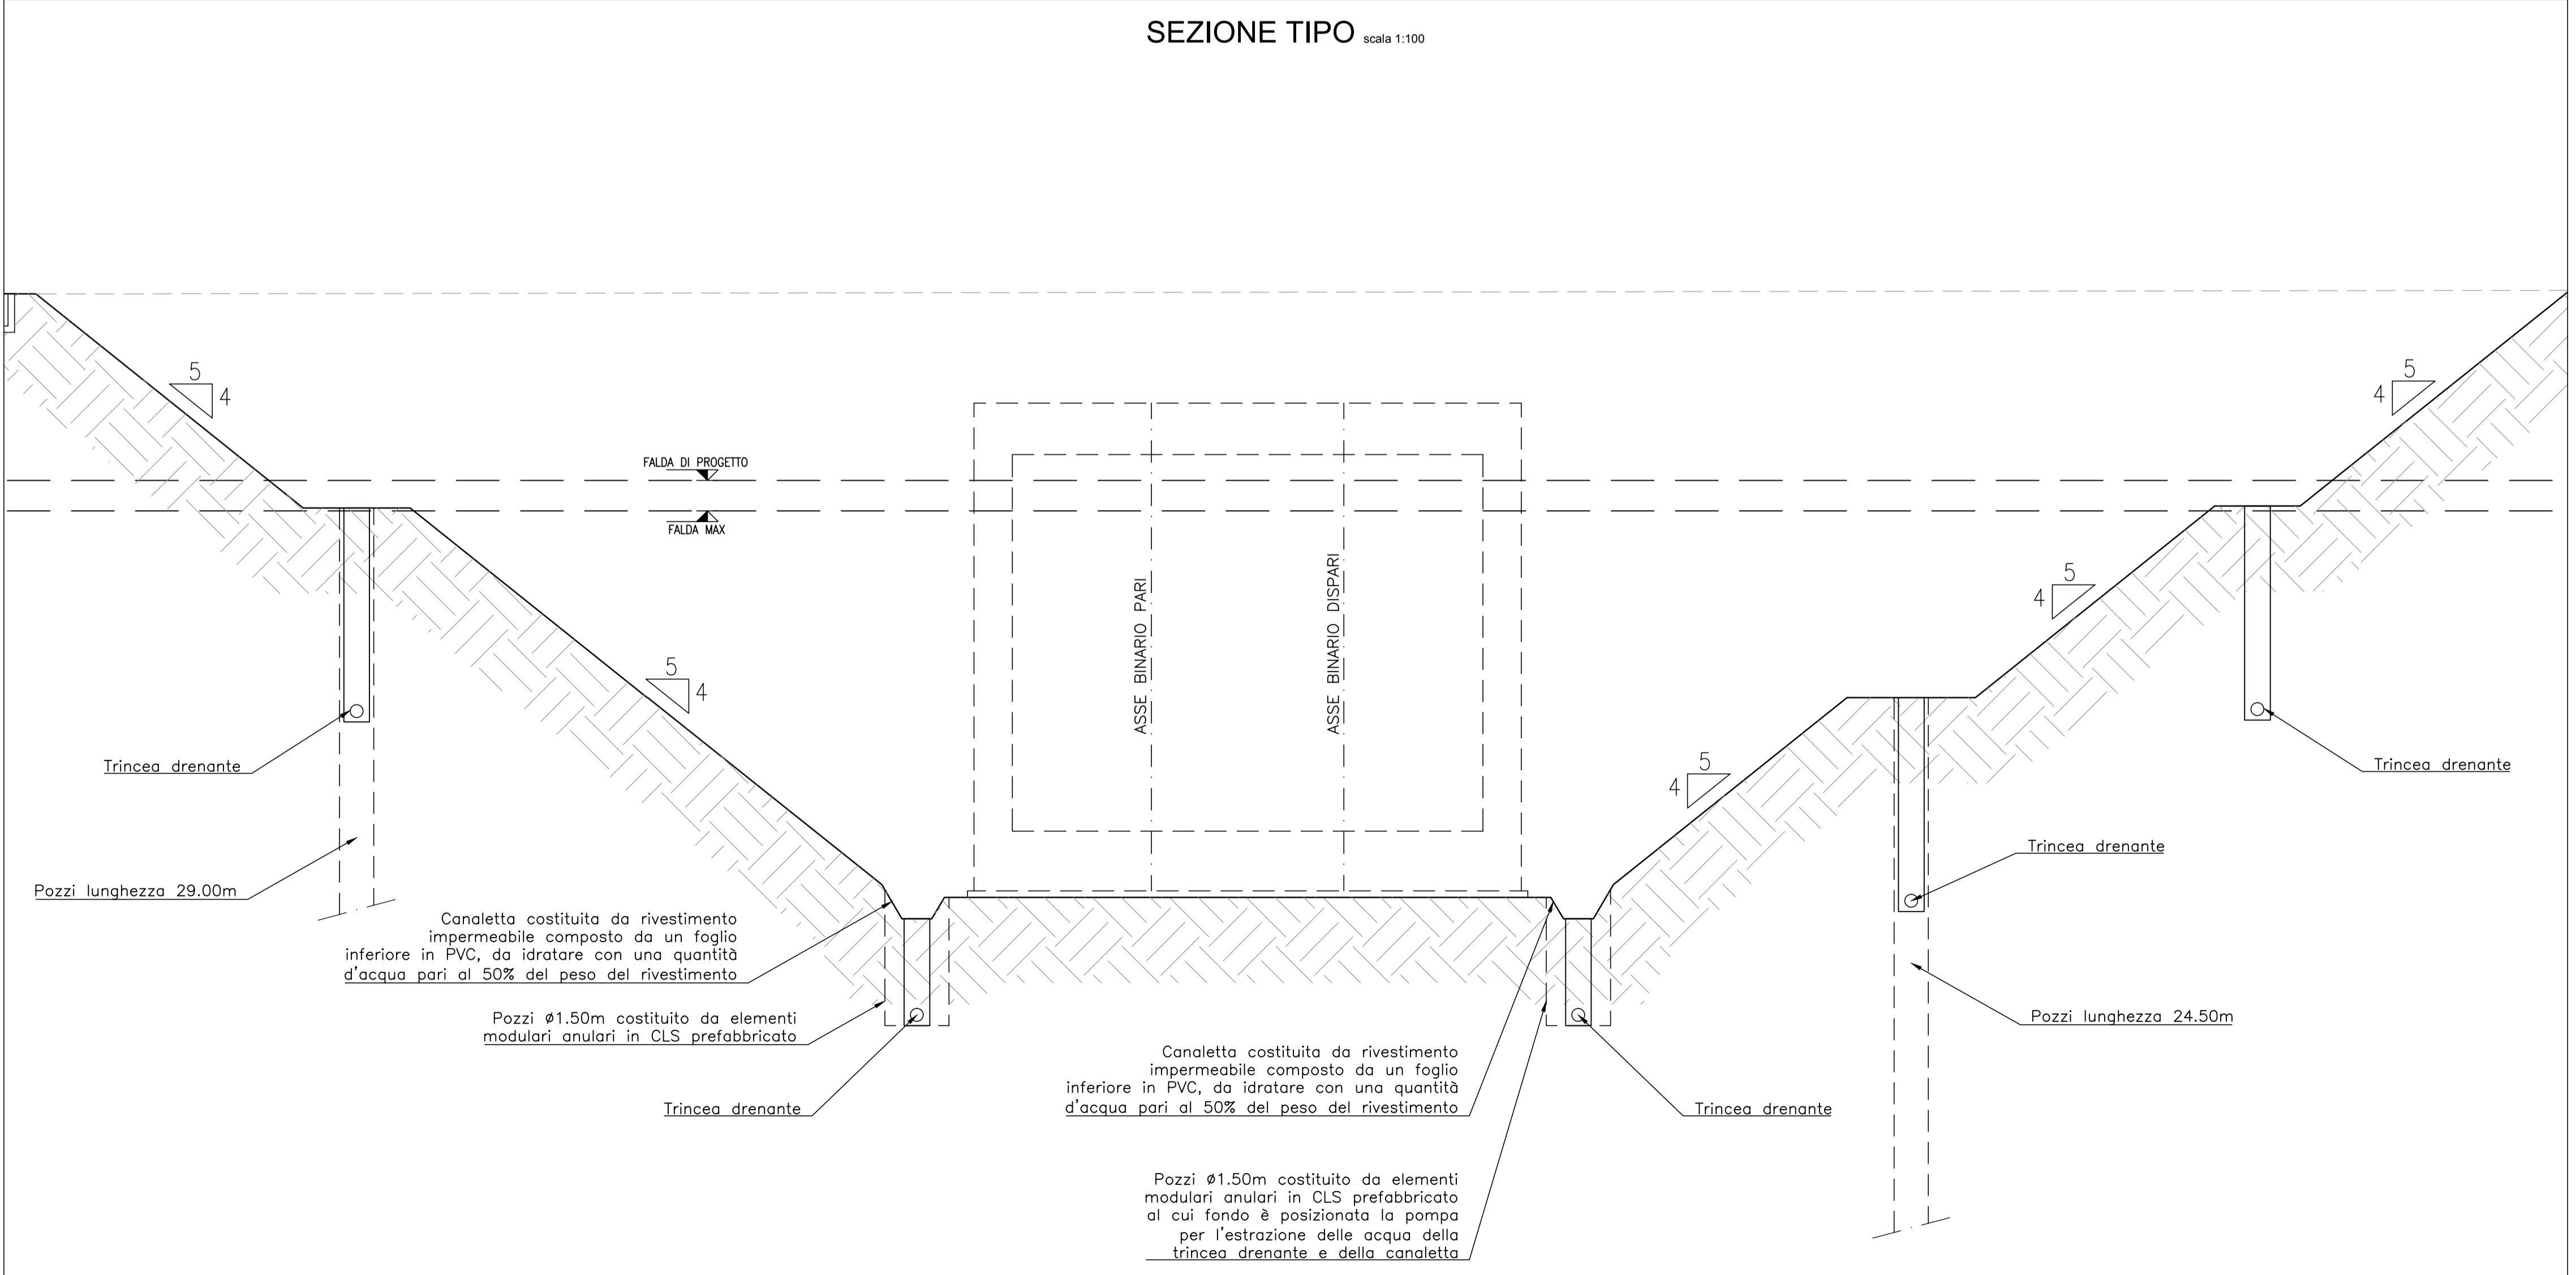 SEZIONE TIPO scala 1:100
5
4
5
4
FALDA DI PROGETTO
FALDA MAX
ASSE BINARIO PARI
ASSE BINARIO DISPARI
5
4
5
4
5
4
Trincea drenante
Pozzi lunghezza 29.00m
Canaletta costituita da rivestimento
impermeabile composto da un foglio
inferiore in PVC, da idratare con una quantità
d'acqua pari al 50% del peso del rivestimento
Pozzi ø1.50m costituito da elementi
modulari anulari in CLS prefabbricato
Trincea drenante
Canaletta costituita da rivestimento
impermeabile composto da un foglio
inferiore in PVC, da idratare con una quantità
d'acqua pari al 50% del peso del rivestimento
Pozzi ø1.50m costituito da elementi
modulari anulari in CLS prefabbricato
al cui fondo è posizionata la pompa
per l'estrazione delle acqua della
trincea drenante e della canaletta
Trincea drenante
Trincea drenante
Pozzi lunghezza 24.50m
Trincea drenante